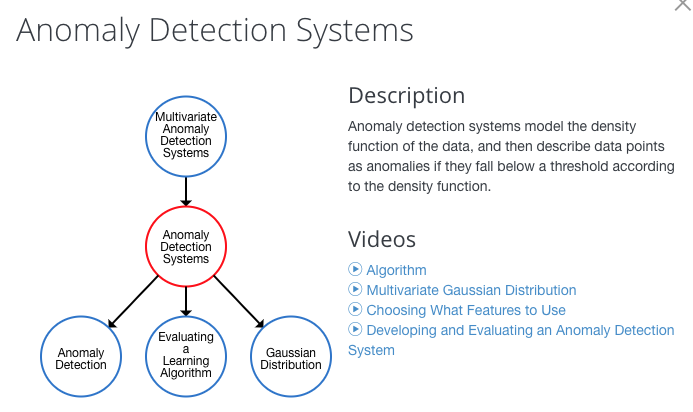 Anomaly Detection Systems
Multivariate
Anomaly
Detection
Systems
Anomaly
Detection
Systems
Anomaly
Detection
Evaluating
a
Learning
Algorithm
Gaussian
Distribution
Description
Anomaly detection systems model the density
function of the data, and then describe data points
as anomalies if they fall below a threshold according
to the density function.
Videos
Algorithm
Multivariate Gaussian Distribution
Choosing What Features to Use
Developing and Evaluating an Anomaly Detection
System